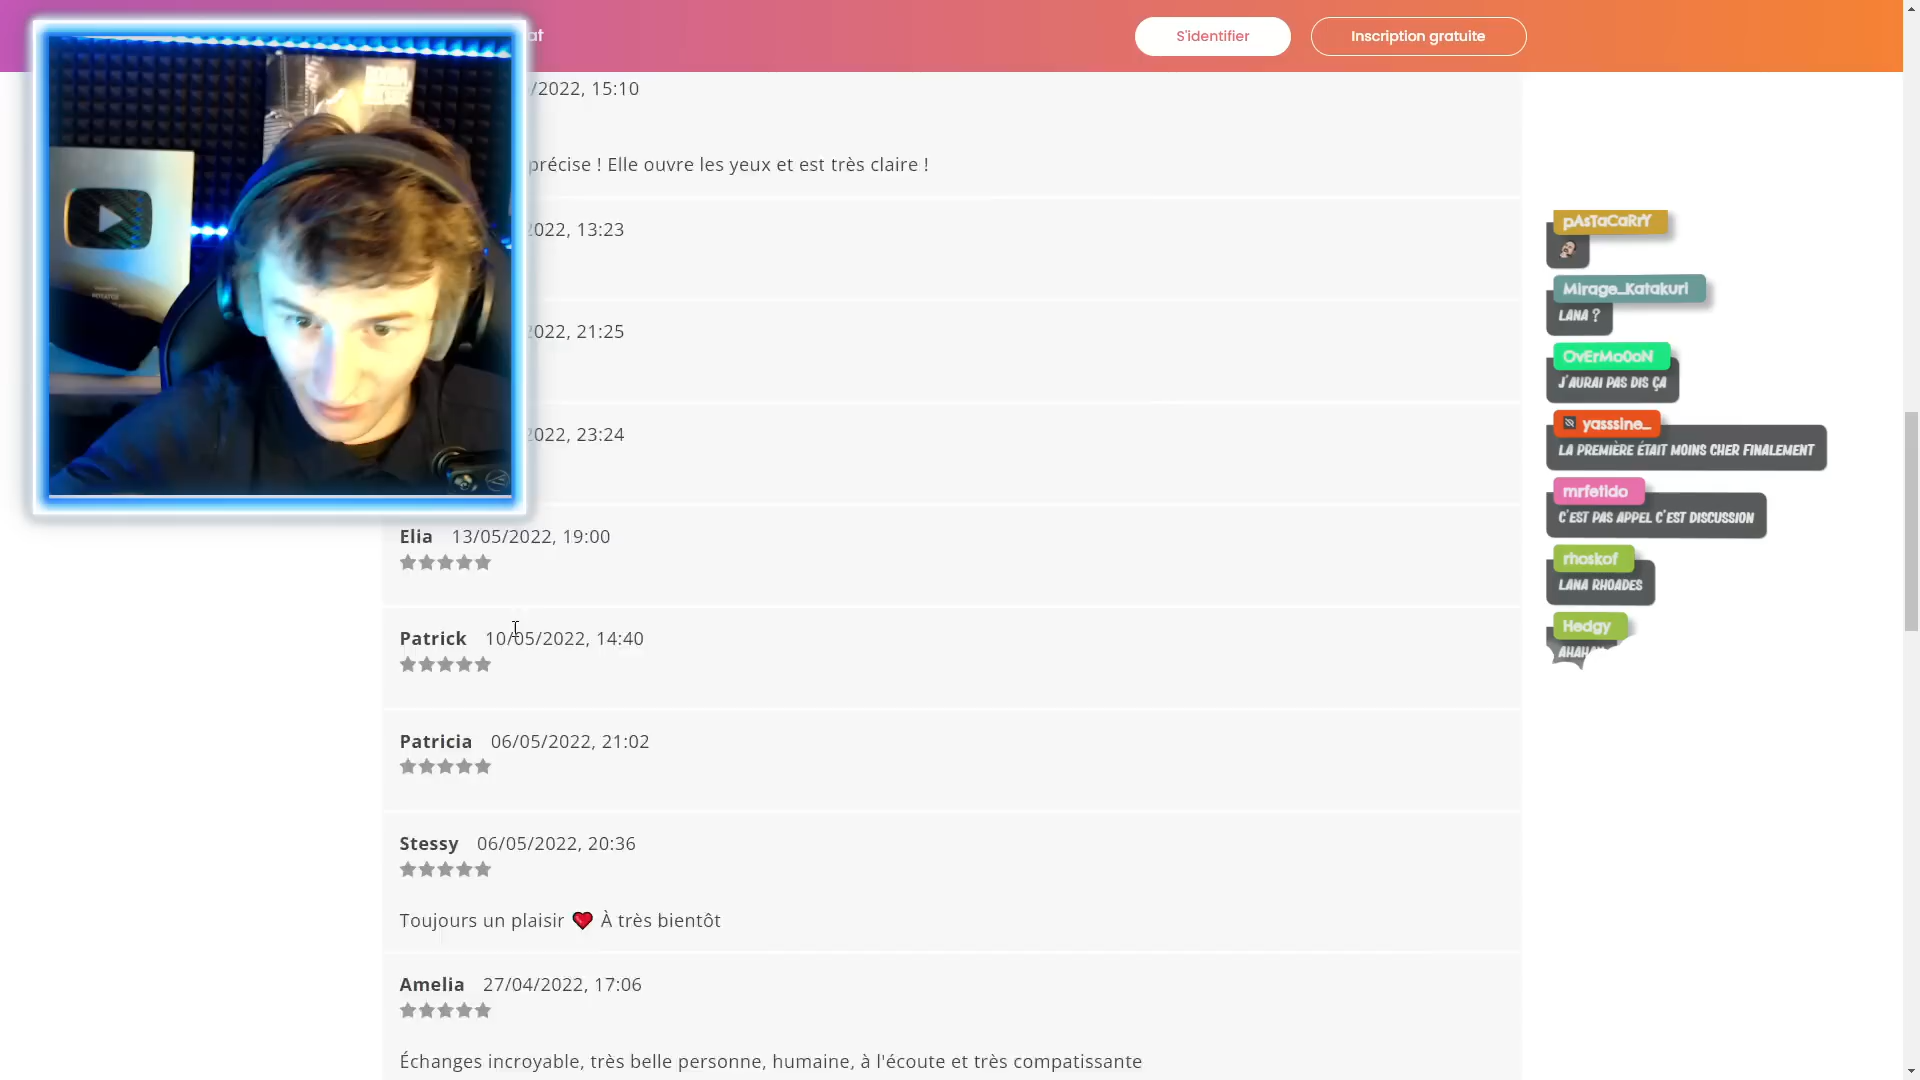 at
S'identifier
Inscription gratuite
/2022, 15:10
précise ! Elle ouvre les yeux et est très claire !
2022, 13:23
2022, 21:25
2022, 23:24
Elia 13/05/2022, 19:00
Patrick 10/05/2022, 14:40
Patricia 06/05/2022, 21:02
Stessy 06/05/2022, 20:36
Toujours un plaisir ❤️ À très bientôt
Amelia 27/04/2022, 17:06
Échanges incroyable, très belle personne, humaine, à l'écoute et très compatissante
pAsTaCaRrY
Mirage_Katakuri
LANA ?
OvErMo0oN
J'AURAI PAS DIS ÇA
yasssine_
LA PREMIÈRE ÉTAIT MOINS CHER FINALEMENT
mrfetido
C'EST PAS APPEL C'EST DISCUSSION
rhoskof
LANA RHOADES
Hedgy